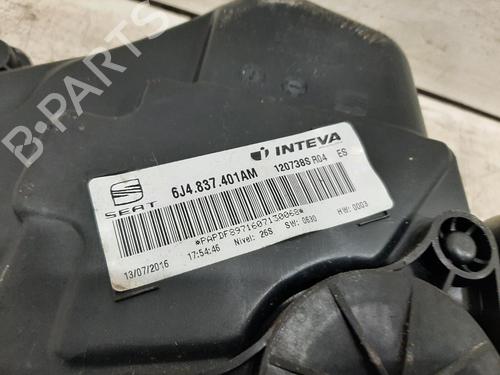 B-PARTS
INTEVA
6J4.837.401AM 120738S R04 ES
SEAT
*PAPDF8971607130068*
13/07/2016 17:54:46 Nivel: 26S SW: 0630 HW: 0003